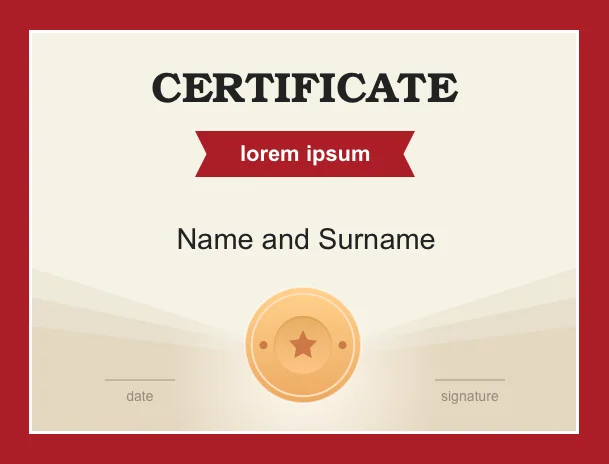 CERTIFICATE
lorem ipsum
Name and Surname
date
signature